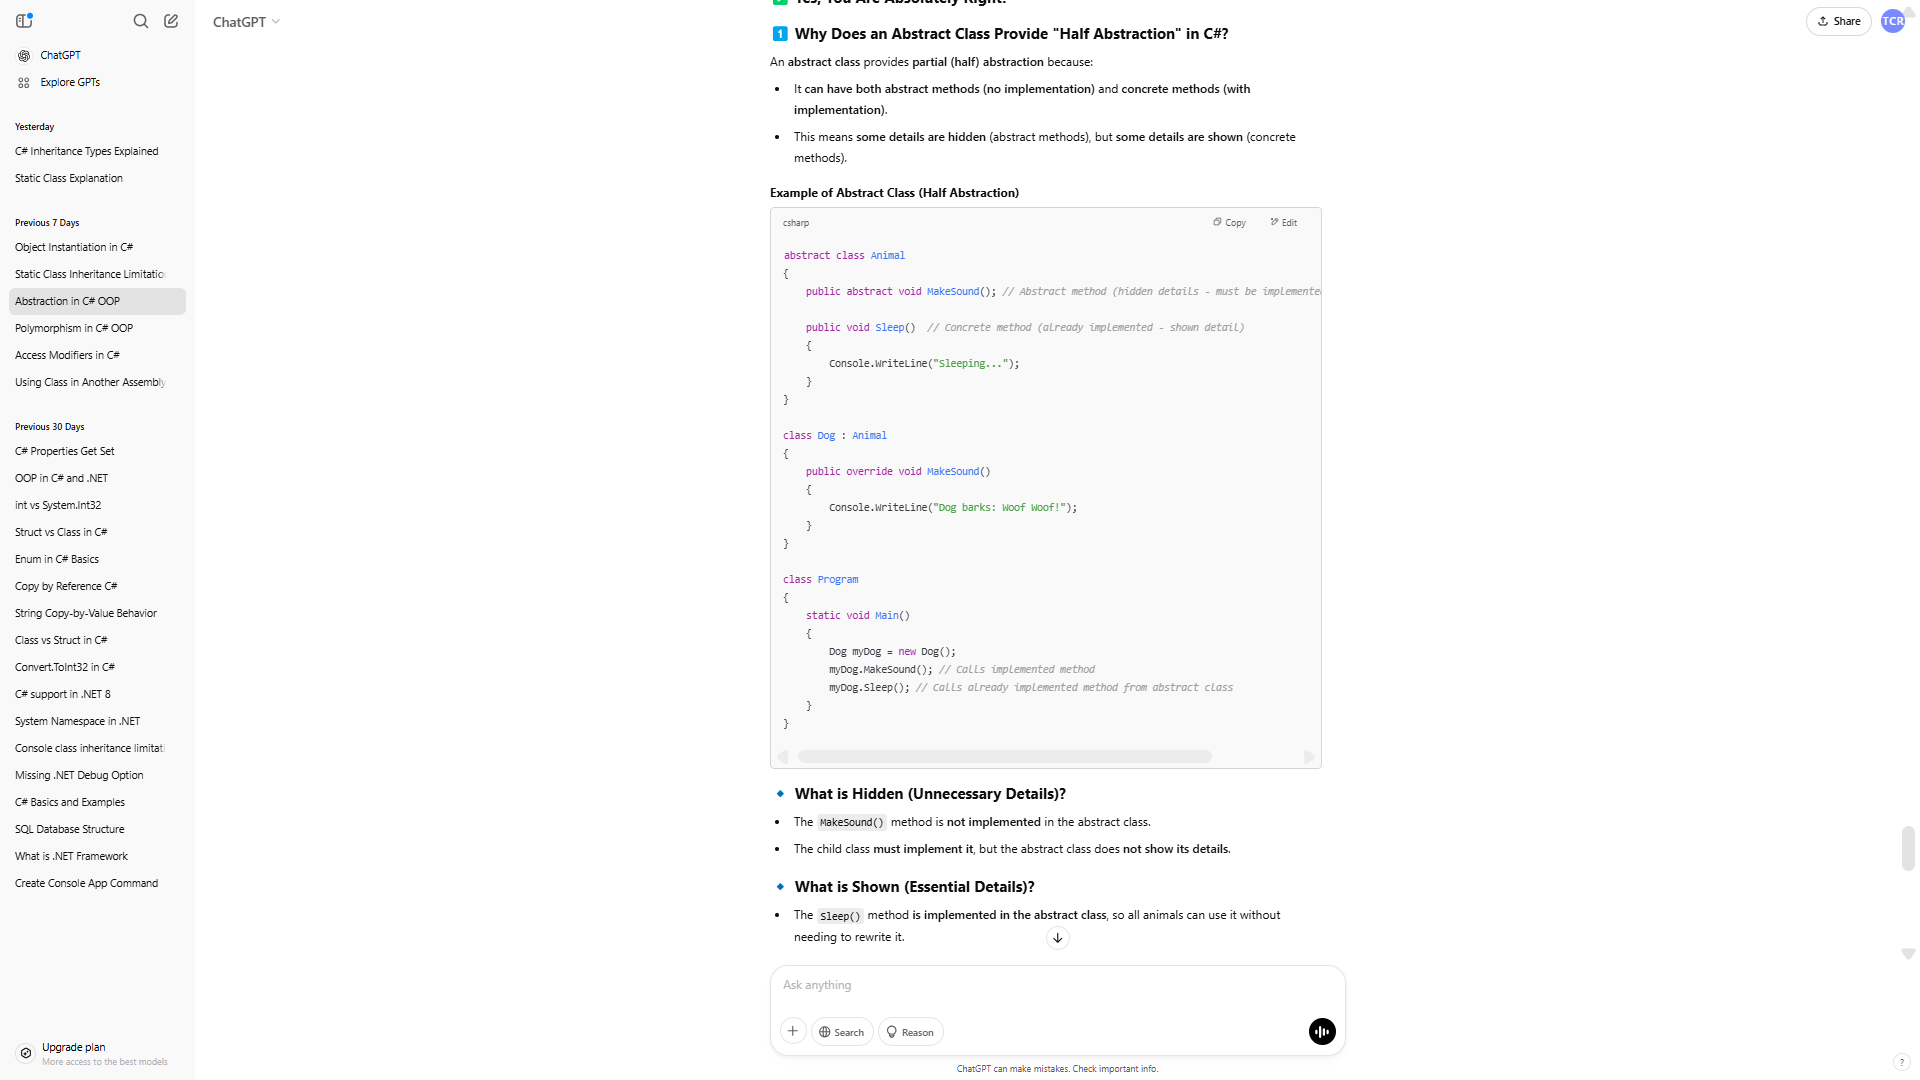 ChatGPT
Explore GPTs
Yesterday
C# Inheritance Types Explained
Static Class Explanation
Previous 7 Days
Object Instantiation in C#
Static Class Inheritance Limitatio
Abstraction in C# OOP
Polymorphism in C# OOP
Access Modifiers in C#
Using Class in Another Assembly
Previous 30 Days
C# Properties Get Set
OOP in C# and .NET
int vs System.Int32
Struct vs Class in C#
Enum in C# Basics
Copy by Reference C#
String Copy-by-Value Behavior
Class vs Struct in C#
Convert.ToInt32 in C#
C# support in .NET 8
System Namespace in .NET
Console class inheritance limitati
Missing .NET Debug Option
C# Basics and Examples
SQL Database Structure
What is .NET Framework
Create Console App Command
Upgrade plan
More access to the best models
ChatGPT
Share
TCR
Yes, You Are Absolutely Right!
1 Why Does an Abstract Class Provide "Half Abstraction" in C#?
An abstract class provides partial (half) abstraction because:
• It can have both abstract methods (no implementation) and concrete methods (with
implementation).
• This means some details are hidden (abstract methods), but some details are shown (concrete
methods).
Example of Abstract Class (Half Abstraction)
csharp Copy Edit
abstract class Animal
{
public abstract void MakeSound(); // Abstract method (hidden details - must be implemented
public void Sleep()  // Concrete method (already implemented - shown detail)
{
Console.WriteLine("Sleeping...");
}
}
class Dog : Animal
{
public override void MakeSound()
{
Console.WriteLine("Dog barks: Woof Woof!");
}
}
class Program
{
static void Main()
{
Dog myDog = new Dog();
myDog.MakeSound(); // Calls implemented method
myDog.Sleep(); // Calls already implemented method from abstract class
}
}
What is Hidden (Unnecessary Details)?
• The MakeSound() method is not implemented in the abstract class.
• The child class must implement it, but the abstract class does not show its details.
What is Shown (Essential Details)?
• The Sleep() method is implemented in the abstract class, so all animals can use it without
needing to rewrite it.
Ask anything
Search
Reason
ChatGPT can make mistakes. Check important info.
?